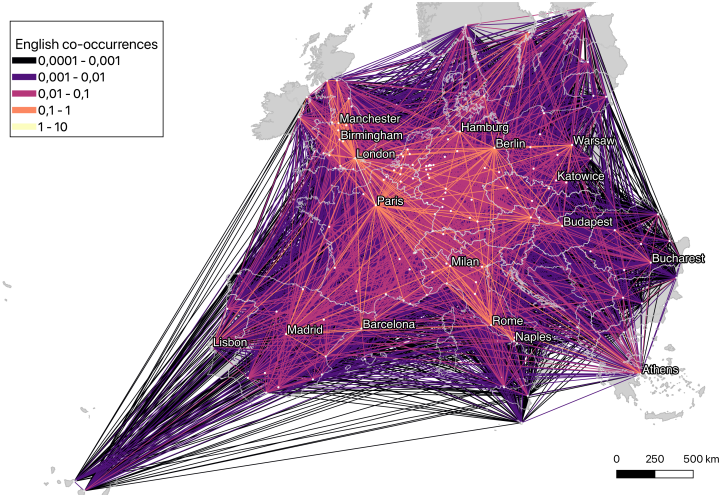 English co-occurrences
0,0001 - 0,001
0,001 - 0,01
0,01 - 0,1
0,1 - 1
1 - 10
Manchester
Birmingham
London
Hamburg
Berlin
Warsaw
Katowice
Paris
Budapest
Milan
Bucharest
Rome
Barcelona
Madrid
Naples
Lisbon
Athens
0 250 500 km